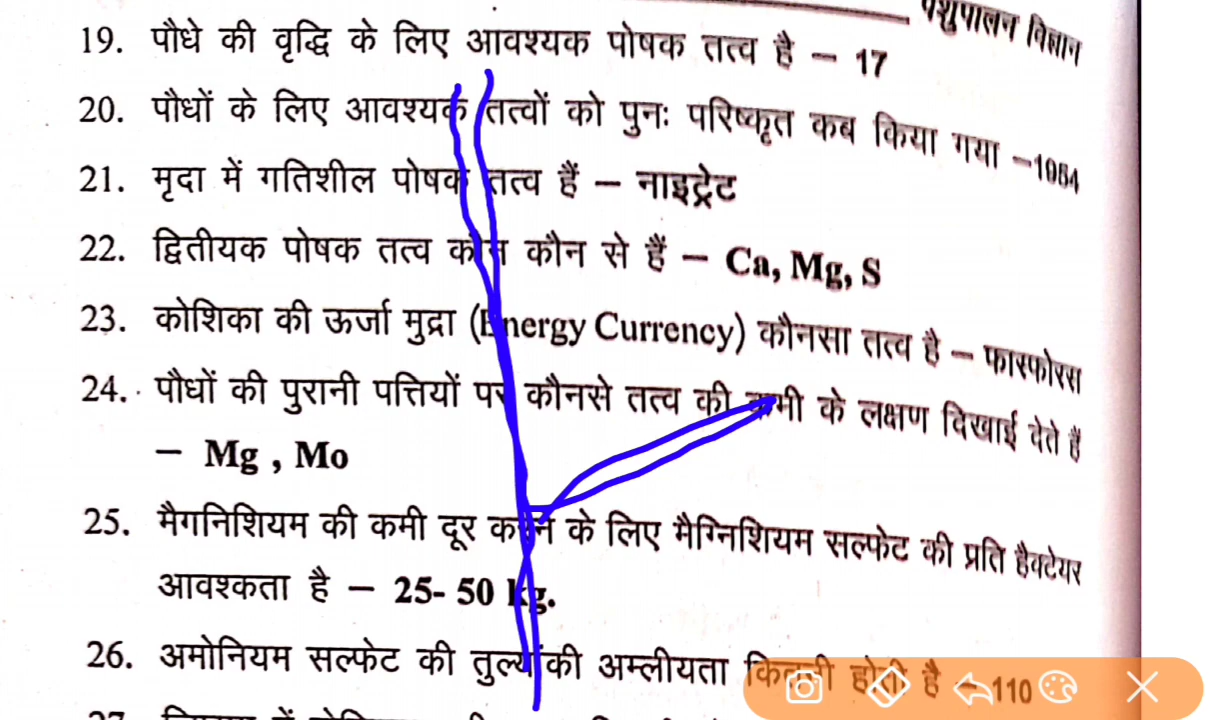 पशुपालन विज्ञान
19. पौधे की वृद्धि के लिए आवश्यक पोषक तत्व है – 17
20. पौधों के लिए आवश्यक तत्वों को पुनः परिष्कृत कब किया गया –1954
21. मृदा में गतिशील पोषक तत्व हैं – नाइट्रेट
22. द्वितीयक पोषक तत्व कौन कौन से हैं – Ca, Mg, S
23. कोशिका की ऊर्जा मुद्रा (Energy Currency) कौनसा तत्व है – फास्फोरस
24. पौधों की पुरानी पत्तियों पर कौनसे तत्व की कमी के लक्षण दिखाई देते हैं
– Mg , Mo
25. मैगनिशियम की कमी दूर करने के लिए मैग्निशियम सल्फेट की प्रति हैक्टेयर
आवश्कता है – 25- 50 kg.
26. अमोनियम सल्फेट की तुल्यांकी अम्लीयता कितनी होती है – 110